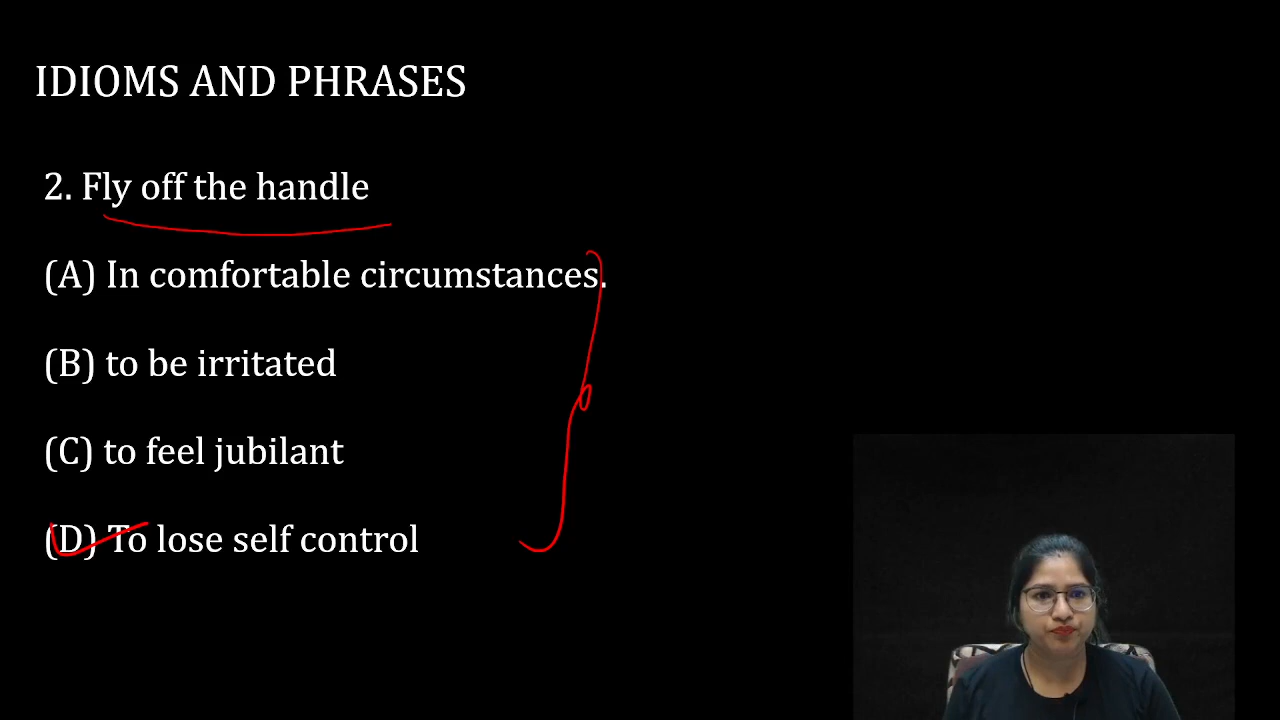 IDIOMS AND PHRASES
2. Fly off the handle
(A) In comfortable circumstances.
(B) to be irritated
(C) to feel jubilant
(D) To lose self control